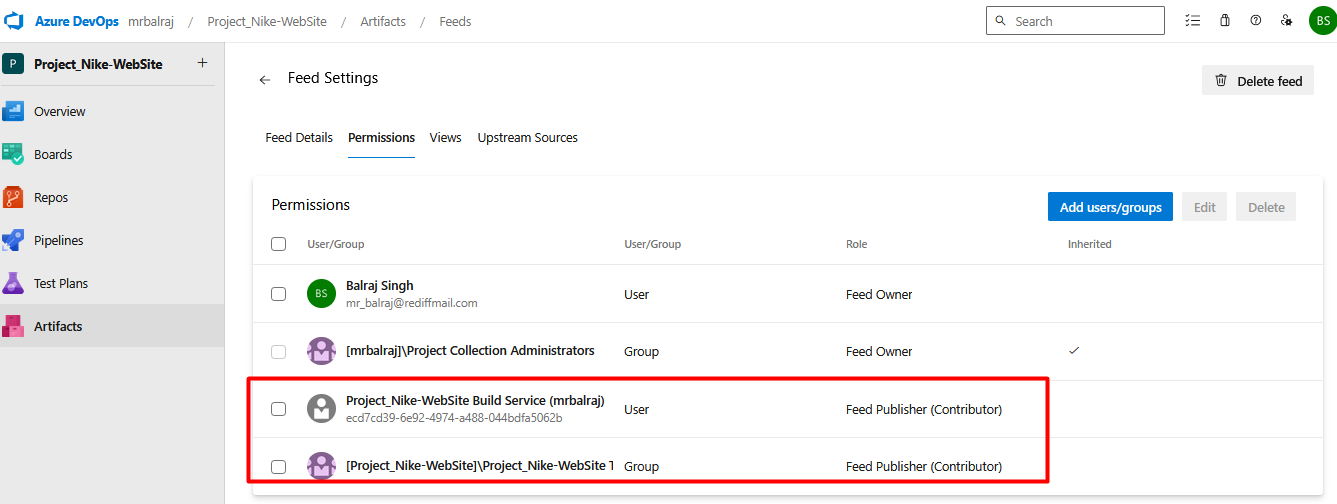 Azure DevOps mrbalraj / Project_Nike-WebSite / Artifacts / Feeds
Search
BS
P Project_Nike-WebSite +
Overview
Boards
Repos
Pipelines
Test Plans
Artifacts
Feed Settings
Delete feed
Feed Details Permissions Views Upstream Sources
Permissions
Add users/groups Edit Delete
User/Group User/Group Role Inherited
BS Balraj Singh User Feed Owner
mr_balraj@rediffmail.com
[mrbalraj]\Project Collection Administrators Group Feed Owner
Project_Nike-WebSite Build Service (mrbalraj) User Feed Publisher (Contributor)
ecd7cd39-6e92-4974-a488-044bdfa5062b
[Project_Nike-WebSite]\Project_Nike-WebSite T Group Feed Publisher (Contributor)